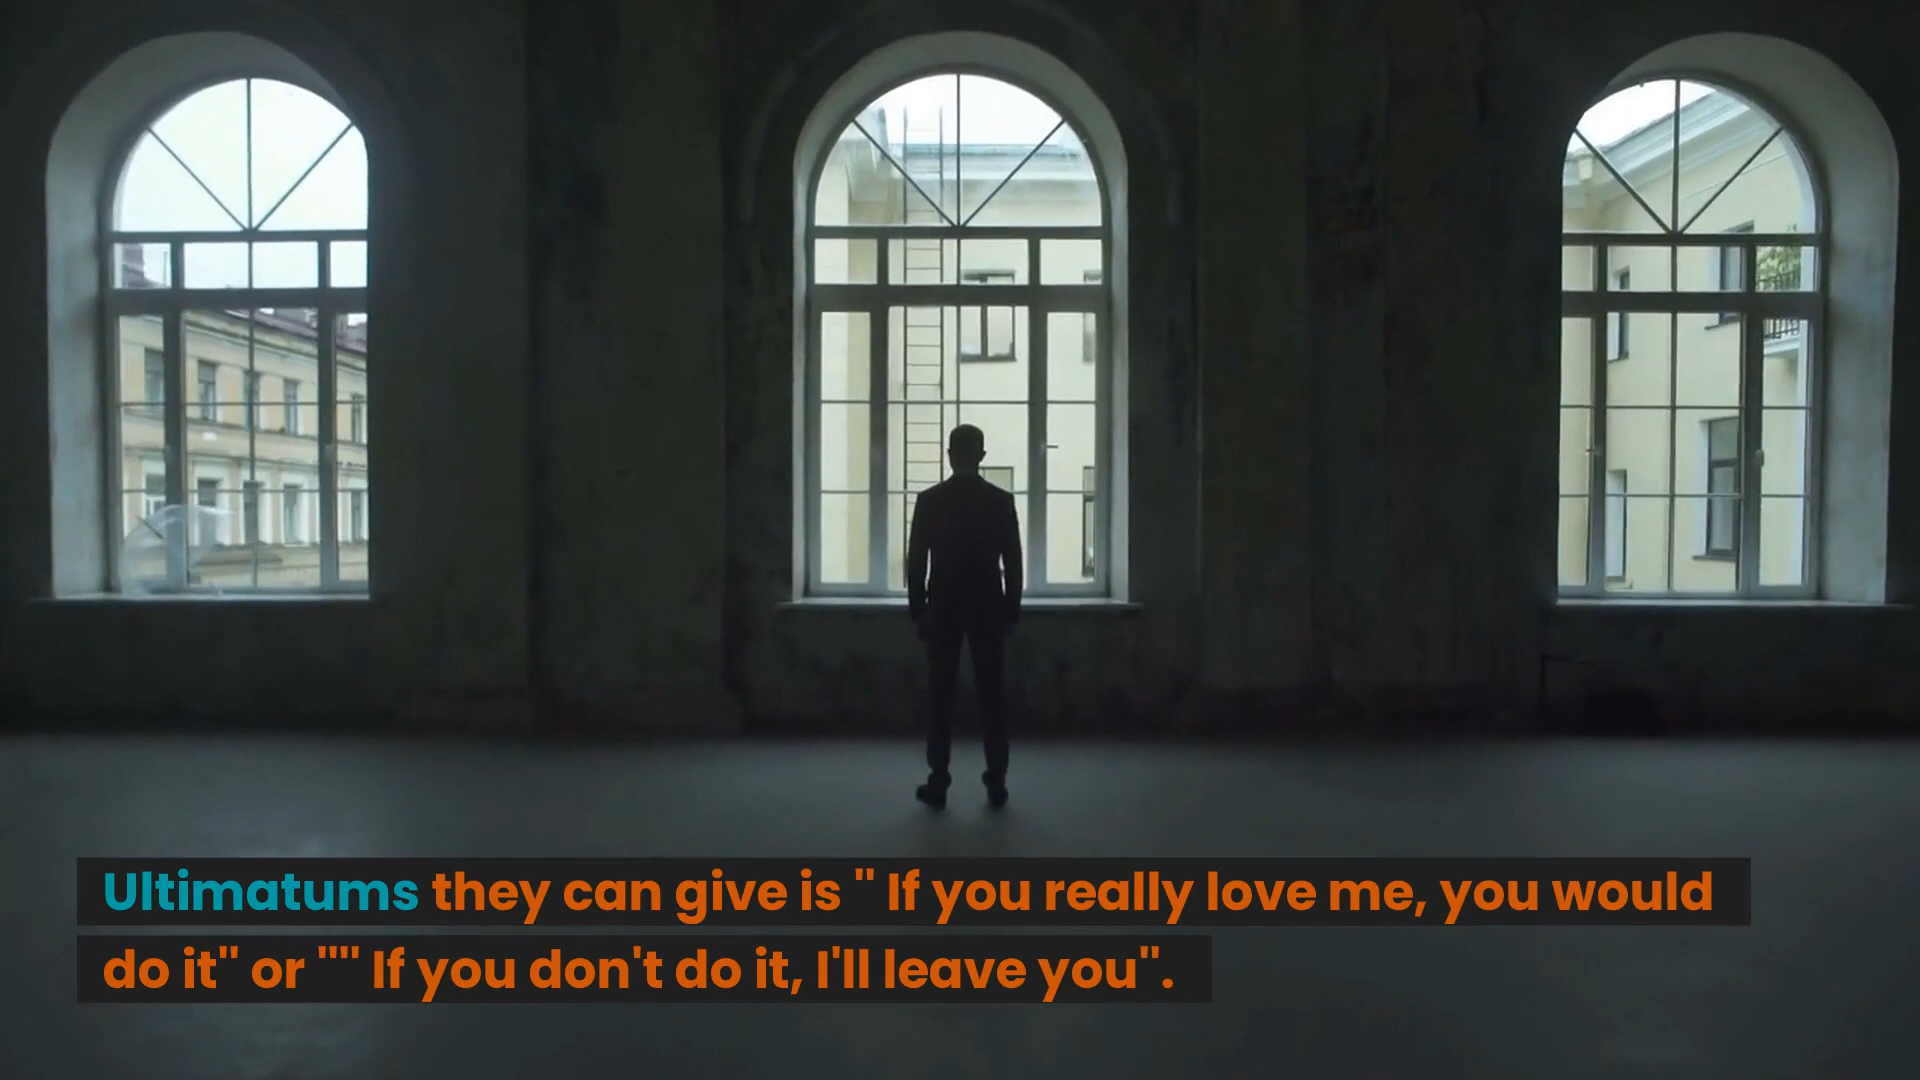 Ultimatums they can give is " If you really love me, you would
do it" or "" If you don't do it, I'll leave you".